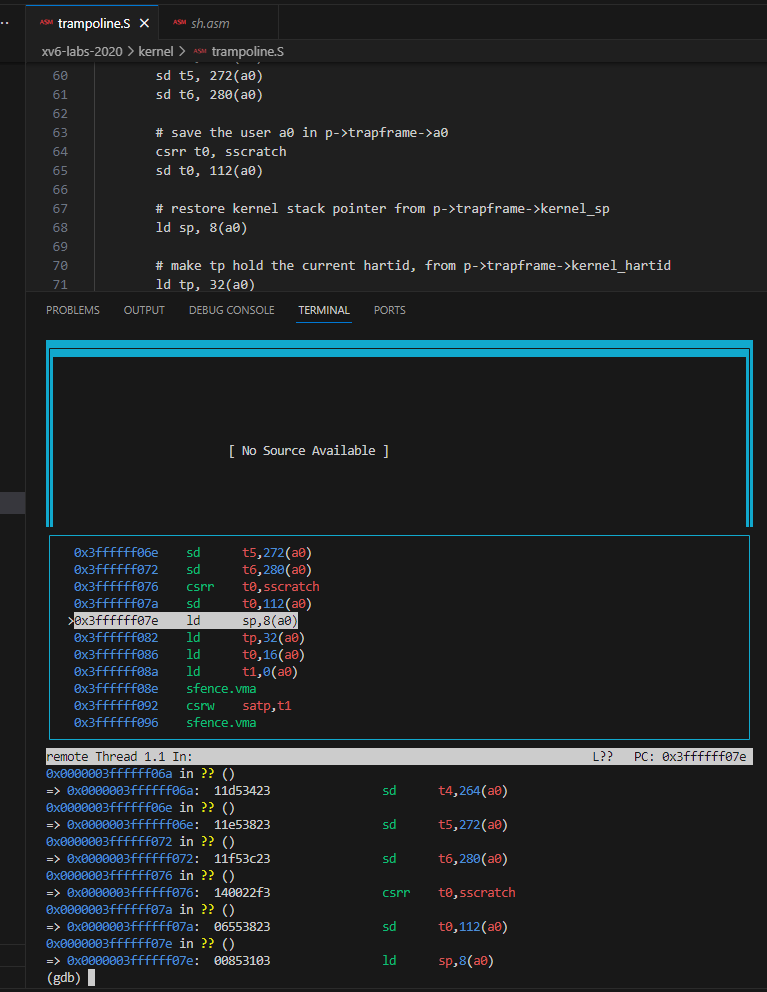 ASM trampoline.S × ASM sh.asm
xv6-labs-2020 > kernel > ASM trampoline.S
60 sd t5, 272(a0)
61 sd t6, 280(a0)
62
63 # save the user a0 in p->trapframe->a0
64 csrr t0, sscratch
65 sd t0, 112(a0)
66
67 # restore kernel stack pointer from p->trapframe->kernel_sp
68 ld sp, 8(a0)
69
70 # make tp hold the current hartid, from p->trapframe->kernel_hartid
71 ld tp, 32(a0)
PROBLEMS OUTPUT DEBUG CONSOLE TERMINAL PORTS
[ No Source Available ]
0x3ffffff06e sd t5,272(a0)
0x3ffffff072 sd t6,280(a0)
0x3ffffff076 csrr t0,sscratch
0x3ffffff07a sd t0,112(a0)
>0x3ffffff07e ld sp,8(a0)
0x3ffffff082 ld tp,32(a0)
0x3ffffff086 ld t0,16(a0)
0x3ffffff08a ld t1,0(a0)
0x3ffffff08e sfence.vma
0x3ffffff092 csrw satp,t1
0x3ffffff096 sfence.vma
remote Thread 1.1 In: L?? PC: 0x3ffffff07e
0x0000003ffffff06a in ?? ()
=> 0x0000003ffffff06a: 11d53423 sd t4,264(a0)
0x0000003ffffff06e in ?? ()
=> 0x0000003ffffff06e: 11e53823 sd t5,272(a0)
0x0000003ffffff072 in ?? ()
=> 0x0000003ffffff072: 11f53c23 sd t6,280(a0)
0x0000003ffffff076 in ?? ()
=> 0x0000003ffffff076: 140022f3 csrr t0,sscratch
0x0000003ffffff07a in ?? ()
=> 0x0000003ffffff07a: 06553823 sd t0,112(a0)
0x0000003ffffff07e in ?? ()
=> 0x0000003ffffff07e: 00853103 ld sp,8(a0)
(gdb)